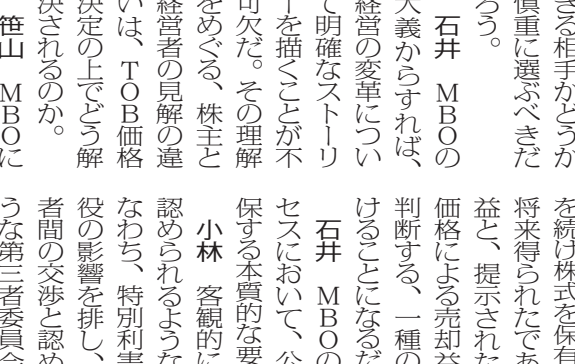 きる相手かどうか
慎重に選ぶべきだ
ろう。
石井　ＭＢＯの
大義からすれば、
経営の変革につい
て明確なストーリ
ーを描くことが不
可欠だ。その理解
をめぐる、株主と
経営者の見解の違
いは、ＴＯＢ価格
決定の上でどう解
決されるのか。
笹山　ＭＢＯに
を続け株式を保有
将来得られたであ
益と、提示された
価格による売却益
判断する、一種の
けることになるだ
石井　ＭＢＯの
セスにおいて、公
保する本質的な要
小林　客観的に
認められるような
なわち、特別利害
役の影響を排し、
者間の交渉と認め
うな第三者委員会